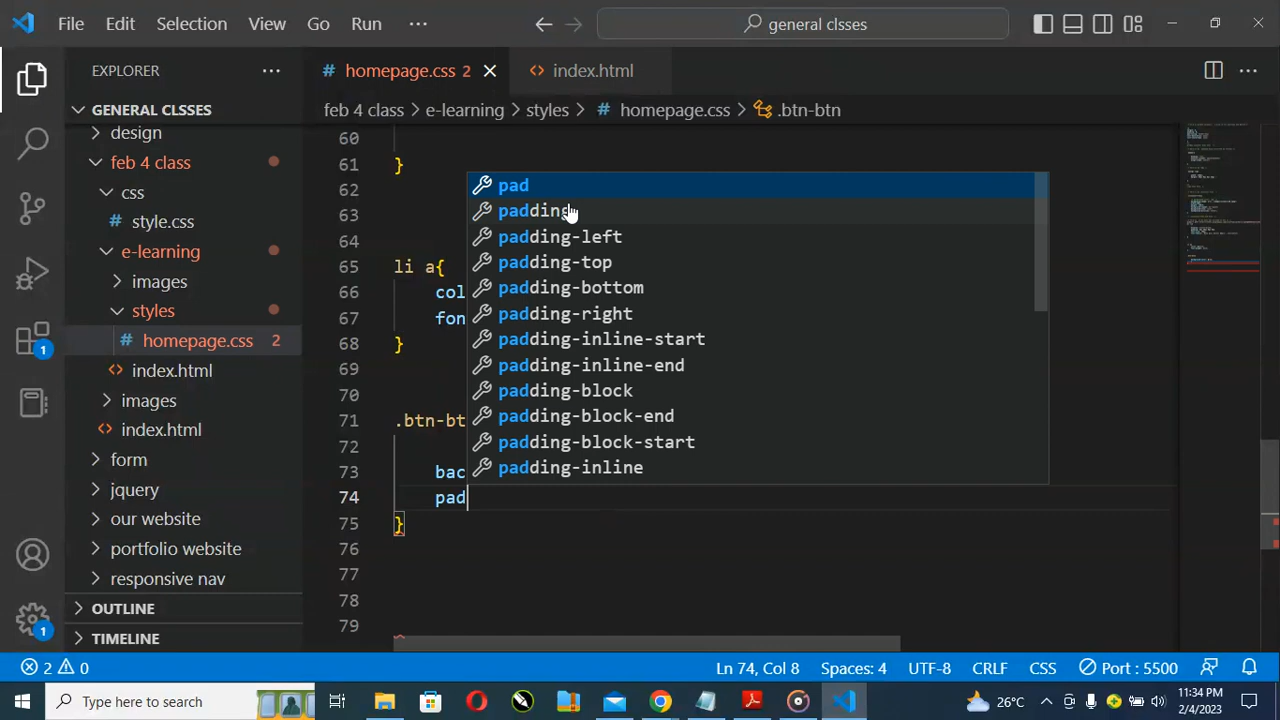 File Edit Selection View Go Run ··· general clsses
EXPLORER ···
homepage.css 2 index.html ···
GENERAL CLSSES
feb 4 class > e-learning > styles > # homepage.css > .btn-btn
design
feb 4 class
css
style.css
e-learning
images
styles
# homepage.css 2
index.html
images
index.html
form
jquery
our website
portfolio website
responsive nav
OUTLINE
TIMELINE
1
1
60
61 }
62
63
64
65 li a{
66 col
67 fon
68 }
69
70
71 .btn-bt
72
73 bac
74 pad
75 }
76
77
78
79
pad
padding
padding-left
padding-top
padding-bottom
padding-right
padding-inline-start
padding-inline-end
padding-block
padding-block-end
padding-block-start
padding-inline
2 0 Ln 74, Col 8 Spaces: 4 UTF-8 CRLF CSS Port : 5500
Type here to search 26°C 11:34 PM
2/4/2023